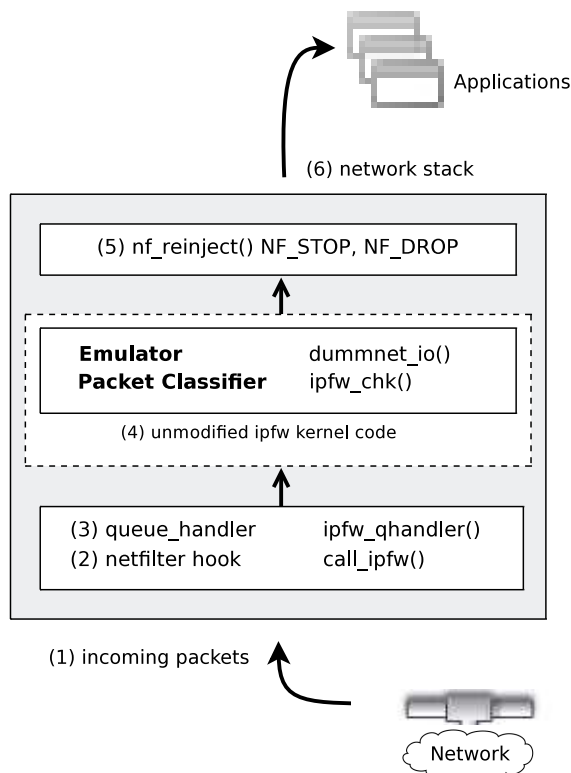 Applications
(6) network stack
(5) nf_reinject() NF_STOP, NF_DROP
Emulator dummnet_io()
Packet Classifier ipfw_chk()
(4) unmodified ipfw kernel code
(3) queue_handler ipfw_qhandler()
(2) netfilter hook call_ipfw()
(1) incoming packets
Network